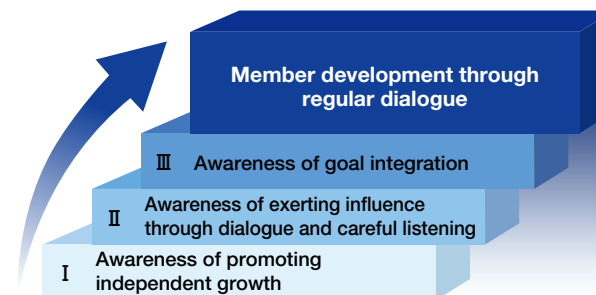 Member development through
regular dialogue
Ⅲ Awareness of goal integration
Ⅱ Awareness of exerting influence
through dialogue and careful listening
Ⅰ Awareness of promoting
independent growth